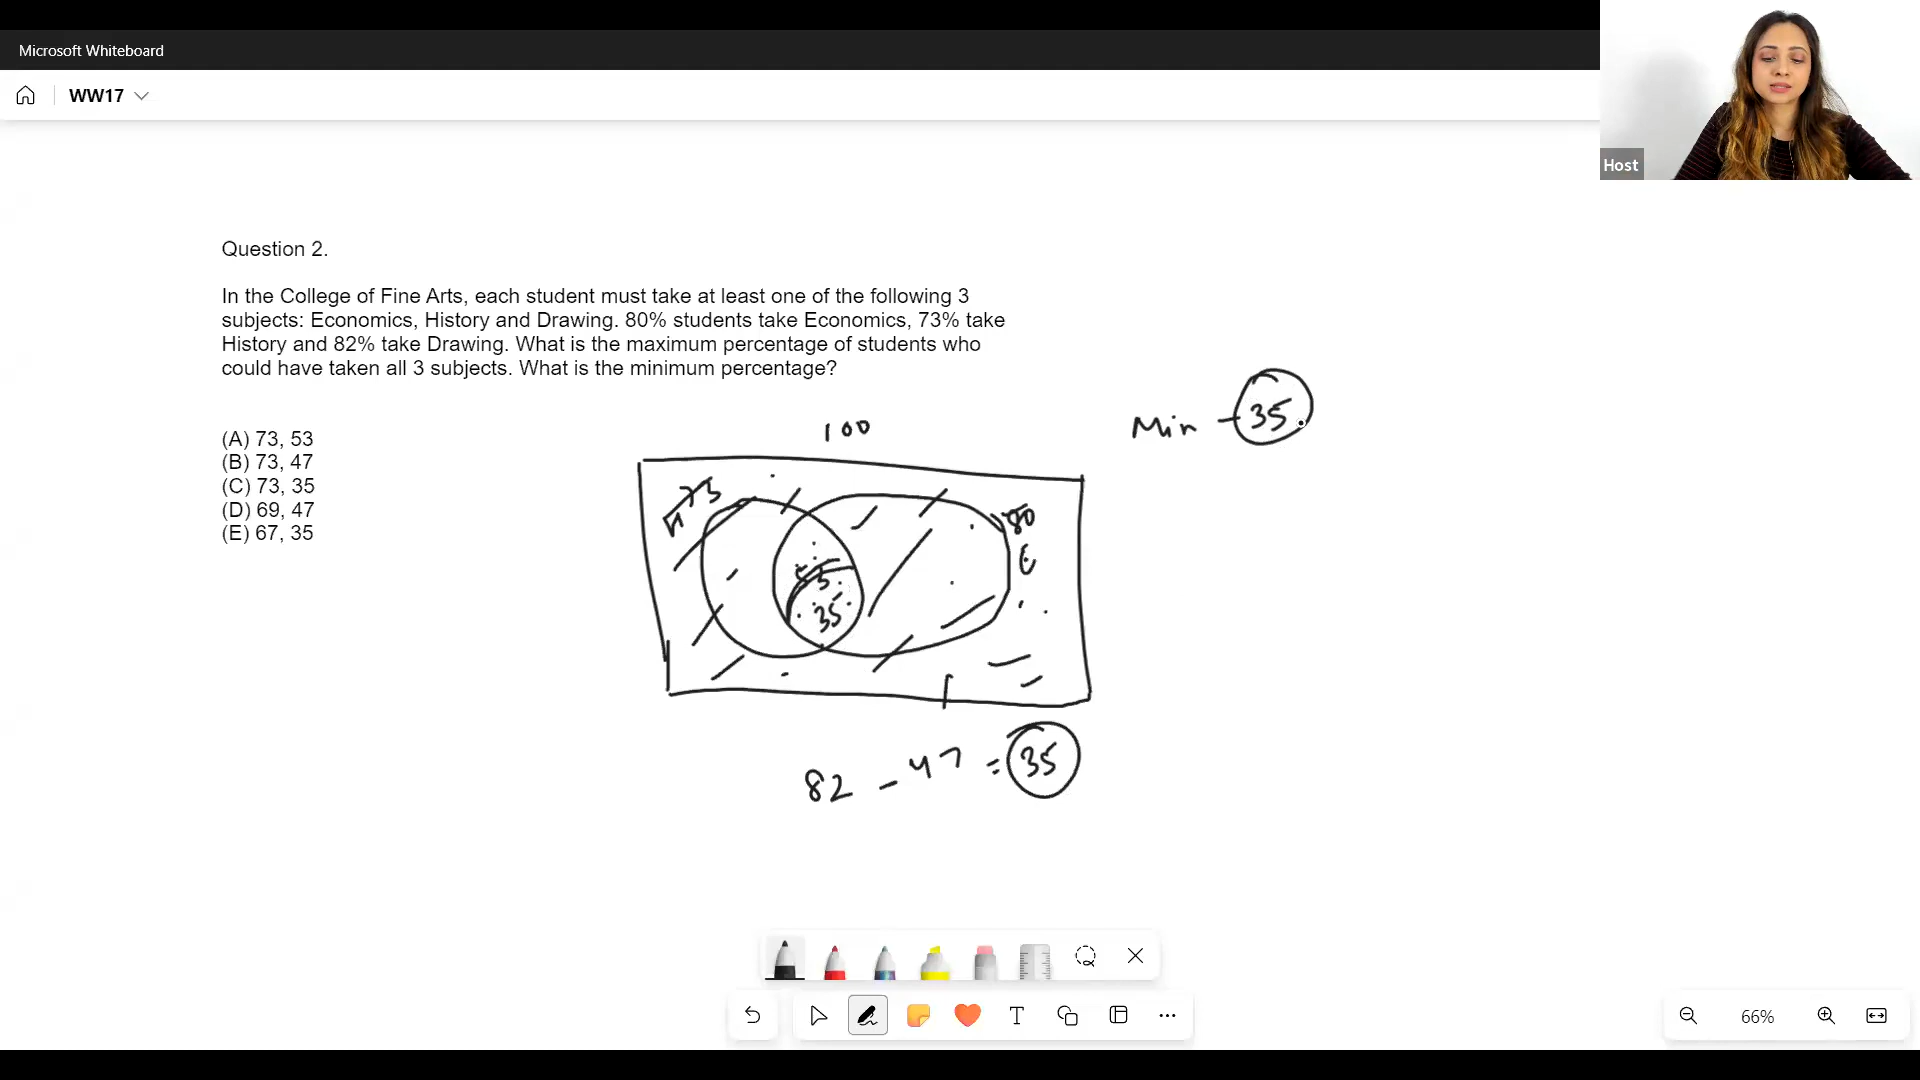 Microsoft Whiteboard
WW17
Host
Question 2.
In the College of Fine Arts, each student must take at least one of the following 3
subjects: Economics, History and Drawing. 80% students take Economics, 73% take
History and 82% take Drawing. What is the maximum percentage of students who
could have taken all 3 subjects. What is the minimum percentage?
(A) 73, 53
(B) 73, 47
(C) 73, 35
(D) 69, 47
(E) 67, 35
Min - 35
100
H 73
80
E
53
35
82 - 47 = 35
66%